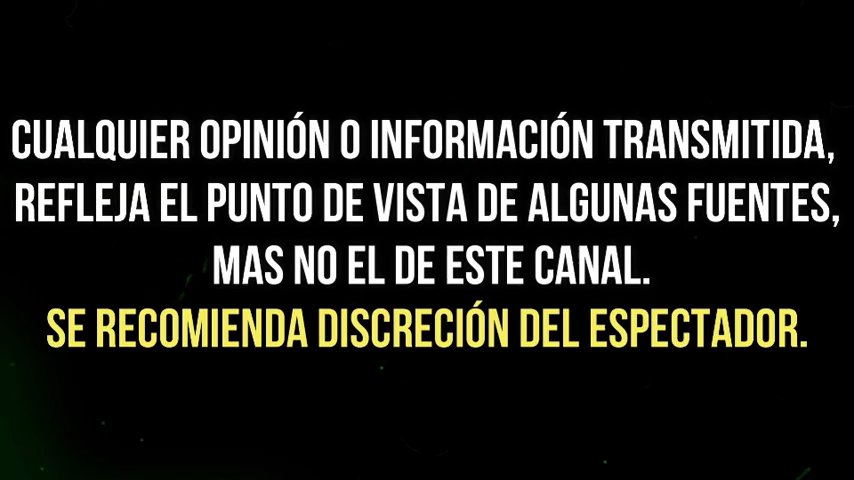 CUALQUIER OPINIÓN O INFORMACIÓN TRANSMITIDA,
REFLEJA EL PUNTO DE VISTA DE ALGUNAS FUENTES,
MAS NO EL DE ESTE CANAL.
SE RECOMIENDA DISCRECIÓN DEL ESPECTADOR.